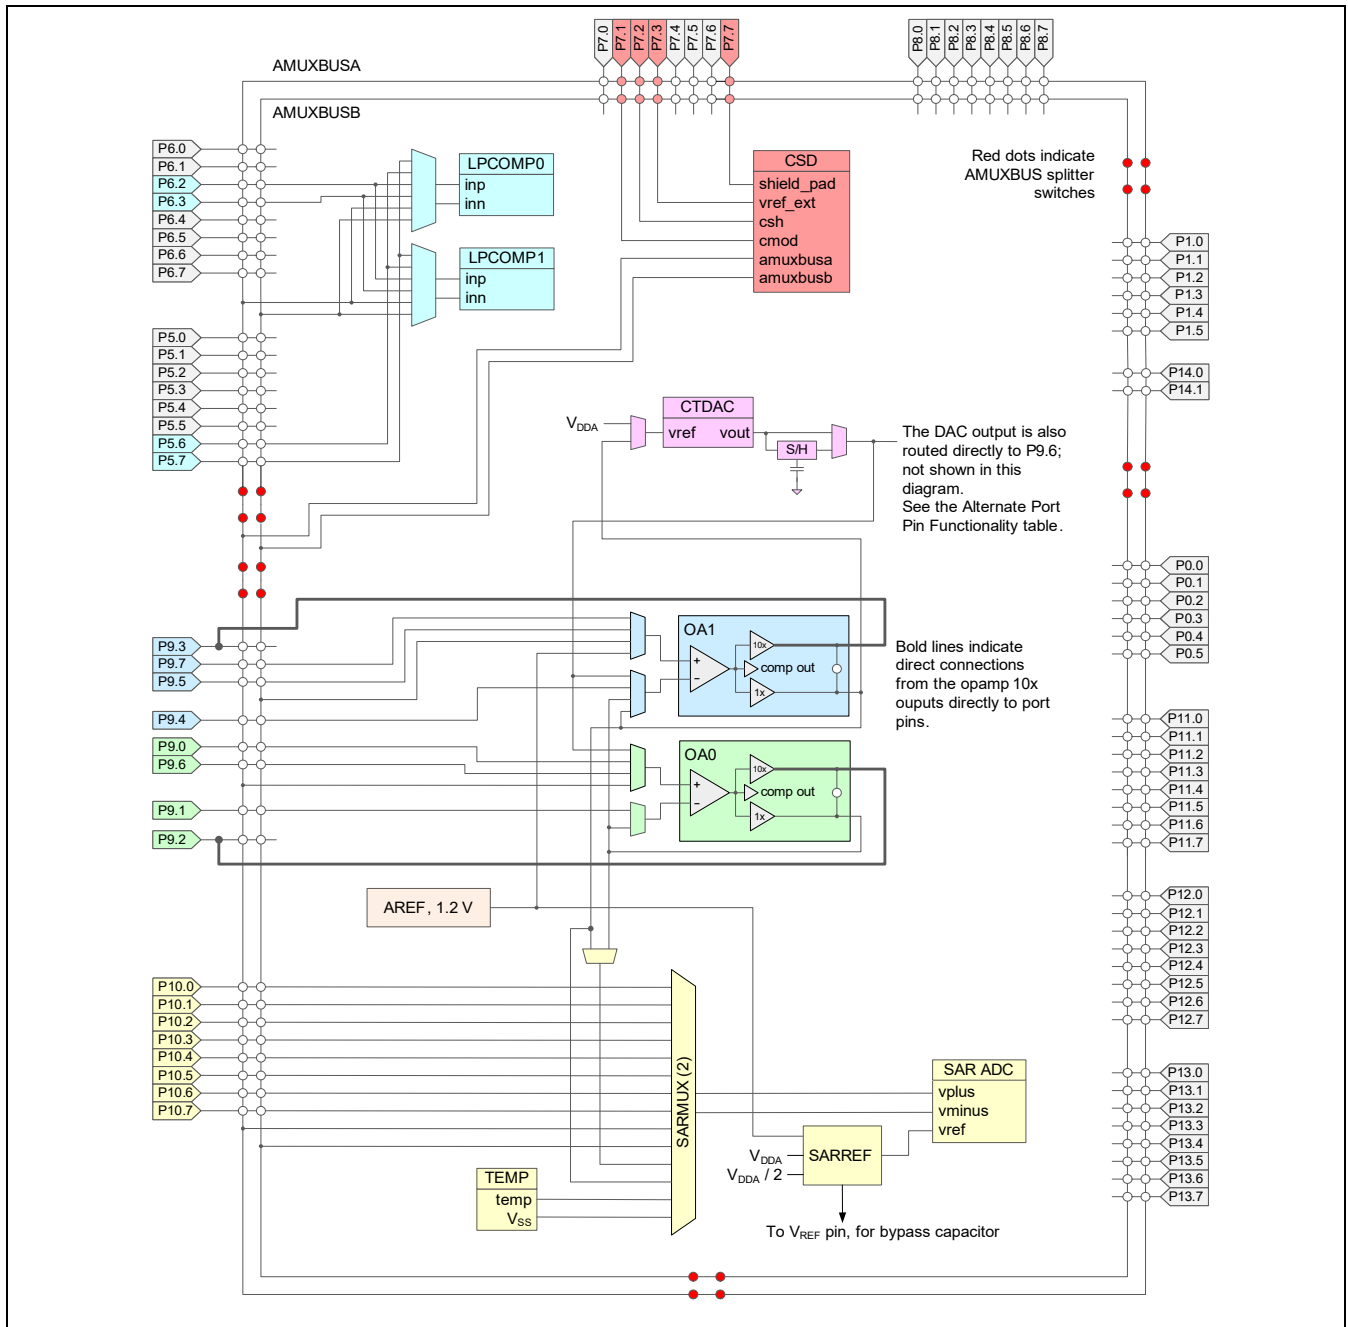 P7.0
P7.1
P7.2
P7.3
P7.4
P7.5
P7.6
P7.7
P8.0
P8.1
P8.2
P8.3
P8.4
P8.5
P8.6
P8.7
AMUXBUSA
AMUXBUSB
P6.0
P6.1
P6.2
P6.3
P6.4
P6.5
P6.6
P6.7
LPCOMP0
inp
inn
LPCOMP1
inp
inn
CSD
shield_pad
vref_ext
csh
cmod
amuxbusa
amuxbusb
Red dots indicate
AMUXBUS splitter
switches
P1.0
P1.1
P1.2
P1.3
P1.4
P1.5
P14.0
P14.1
P5.0
P5.1
P5.2
P5.3
P5.4
P5.5
P5.6
P5.7
VDDA
CTDAC
vref vout
S/H
The DAC output is also
routed directly to P9.6;
not shown in this
diagram.
See the Alternate Port
Pin Functionality table.
P0.0
P0.1
P0.2
P0.3
P0.4
P0.5
P9.3
P9.7
P9.5
P9.4
P9.0
P9.6
P9.1
P9.2
OA1
+
−
10x
comp out
1x
Bold lines indicate
direct connections
from the opamp 10x
ouputs directly to port
pins.
OA0
+
−
10x
comp out
1x
P11.0
P11.1
P11.2
P11.3
P11.4
P11.5
P11.6
P11.7
AREF, 1.2 V
P12.0
P12.1
P12.2
P12.3
P12.4
P12.5
P12.6
P12.7
P10.0
P10.1
P10.2
P10.3
P10.4
P10.5
P10.6
P10.7
SARMUX (2)
SAR ADC
vplus
vminus
vref
VDDA
VDDA / 2
SARREF
TEMP
temp
VSS
To VREF pin, for bypass capacitor
P13.0
P13.1
P13.2
P13.3
P13.4
P13.5
P13.6
P13.7